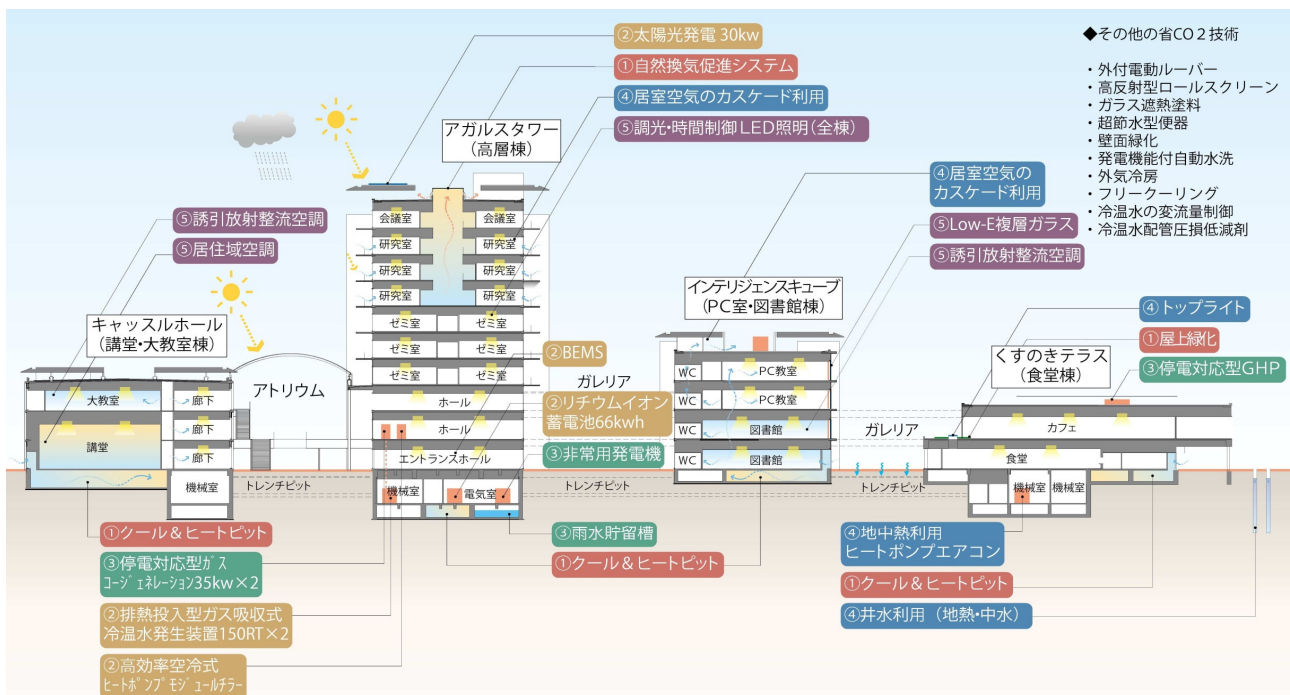 ②太陽光発電 30kw
①自然換気促進システム
④居室空気のカスケード利用
⑤調光・時間制御LED照明(全棟)
アガルスタワー
(高層棟)
◆その他の省CO2技術
・外付電動ルーバー
・高反射型ロールスクリーン
・ガラス遮熱塗料
・超節水型便器
・壁面緑化
・発電機能付自動水洗
・外気冷房
・フリークーリング
・冷温水の変流量制御
・冷温水配管圧損低減剤
④居室空気の
カスケード利用
⑤Low-E複層ガラス
⑤誘引放射整流空調
⑤誘引放射整流空調
⑤居住域空調
キャッスルホール
(講堂・大教室棟)
インテリジェンスキューブ
(PC室・図書館棟)
④トップライト
①屋上緑化
③停電対応型GHP
くすのきテラス
(食堂棟)
会議室
会議室
研究室
研究室
研究室
研究室
研究室
研究室
ゼミ室
ゼミ室
ゼミ室
ゼミ室
ゼミ室
ゼミ室
ホール
ホール
エントランスホール
機械室
電気室
②BEMS
②リチウムイオン
蓄電池66kwh
③非常用発電機
アトリウム
ガレリア
ガレリア
大教室
廊下
廊下
講堂
廊下
機械室
トレンチピット
トレンチピット
トレンチピット
WC
PC教室
WC
PC教室
WC
図書館
WC
図書館
カフェ
食堂
機械室
機械室
①クール&ヒートピット
③停電対応型ガス
コージェネレーション35kw×2
②排熱投入型ガス吸収式
冷温水発生装置150RT×2
②高効率空冷式
ヒートポンプモジュールチラー
③雨水貯留槽
①クール&ヒートピット
④地中熱利用
ヒートポンプエアコン
①クール&ヒートピット
④井水利用 (地熱・中水)